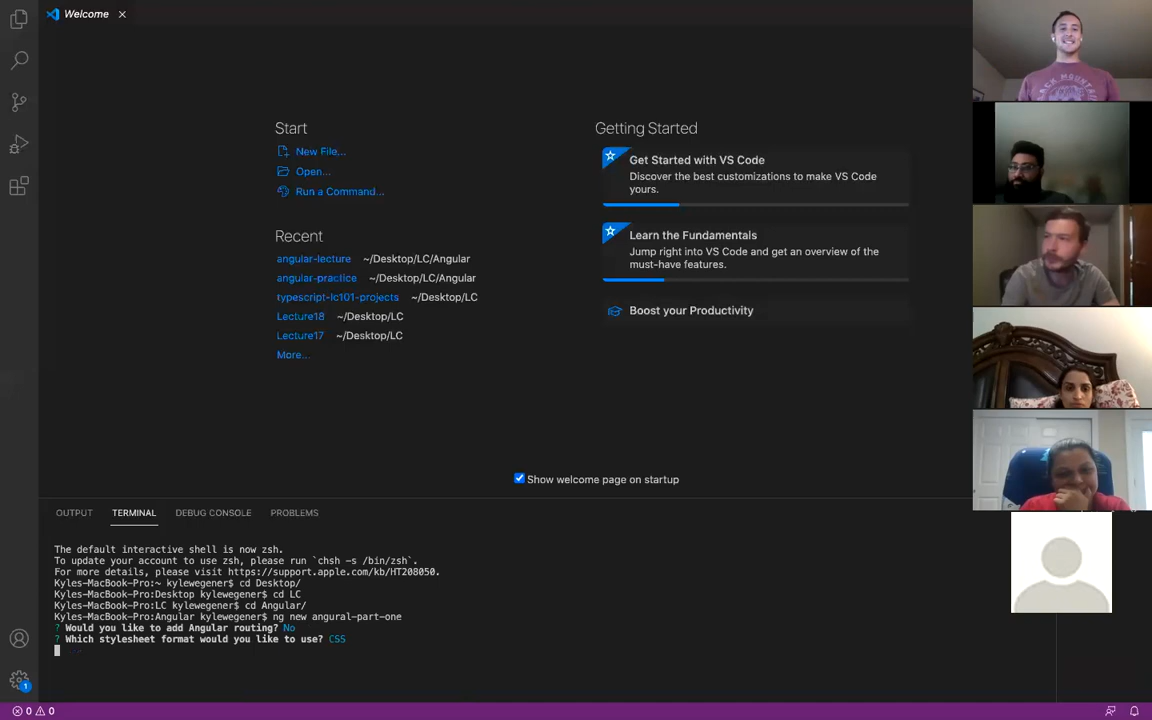 Welcome
Start
New File...
Open...
Run a Command...
Recent
angular-lecture ~/Desktop/LC/Angular
angular-practice ~/Desktop/LC/Angular
typescript-lc101-projects ~/Desktop/LC
Lecture18 ~/Desktop/LC
Lecture17 ~/Desktop/LC
More...
Getting Started
Get Started with VS Code
Discover the best customizations to make VS Code
yours.
Learn the Fundamentals
Jump right into VS Code and get an overview of the
must-have features.
Boost your Productivity
Show welcome page on startup
BLACK MOUNTAIN
OUTPUT TERMINAL DEBUG CONSOLE PROBLEMS
The default interactive shell is now zsh.
To update your account to use zsh, please run `chsh -s /bin/zsh`.
For more details, please visit https://support.apple.com/kb/HT208050.
Kyles-MacBook-Pro:~ kylewegener$ cd Desktop/
Kyles-MacBook-Pro:Desktop kylewegener$ cd LC
Kyles-MacBook-Pro:LC kylewegener$ cd Angular/
Kyles-MacBook-Pro:Angular kylewegener$ ng new angural-part-one
? Would you like to add Angular routing? No
? Which stylesheet format would you like to use? CSS
1
0 0